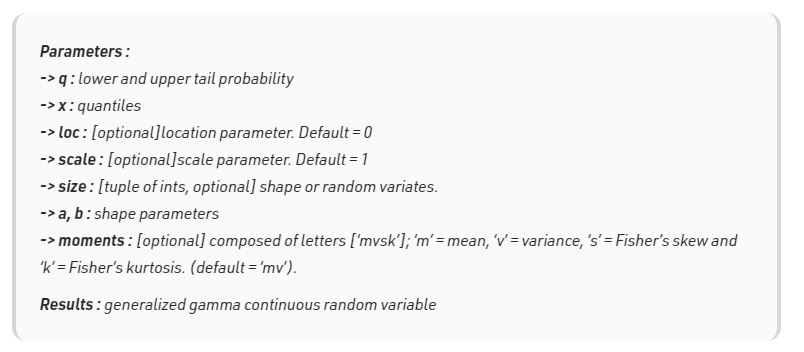 Parameters :
-> q : lower and upper tail probability
-> x : quantiles
-> loc : [optional]location parameter. Default = 0
-> scale : [optional]scale parameter. Default = 1
-> size : [tuple of ints, optional] shape or random variates.
-> a, b : shape parameters
-> moments : [optional] composed of letters [‘mvsk’]; ‘m’ = mean, ‘v’ = variance, ‘s’ = Fisher’s skew and
‘k’ = Fisher’s kurtosis. (default = ‘mv’).
Results : generalized gamma continuous random variable